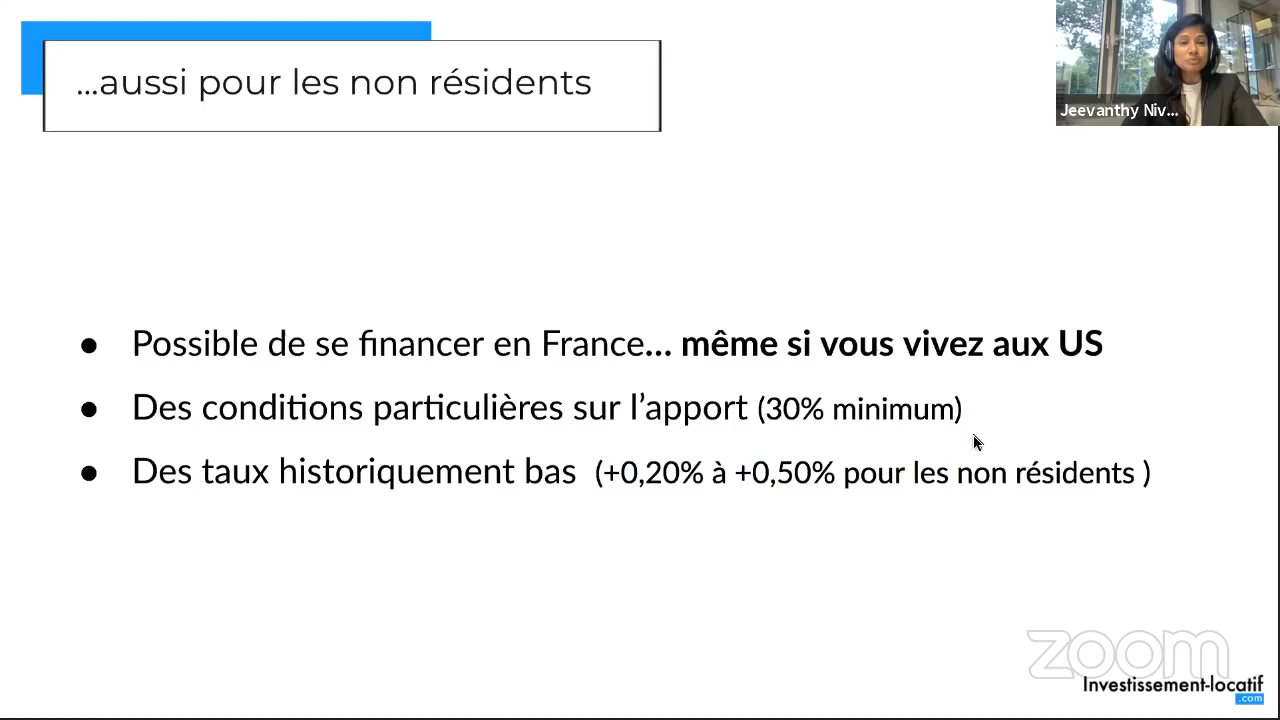 ...aussi pour les non résidents
Jeevanthy Niv...
● Possible de se financer en France... même si vous vivez aux US
● Des conditions particulières sur l'apport (30% minimum)
● Des taux historiquement bas (+0,20% à +0,50% pour les non résidents )
zoom
Investissement-locatif
.com